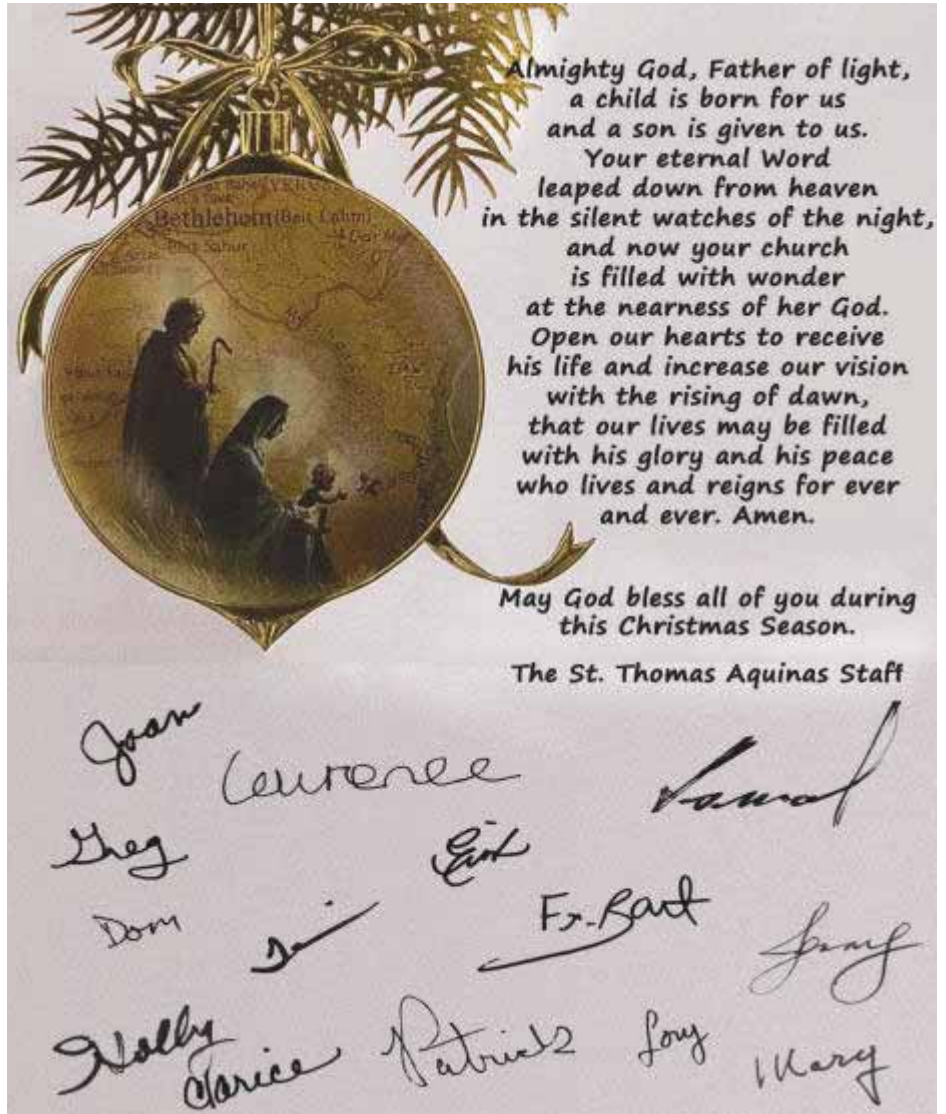 Almighty God, Father of light,
a child is born for us
and a son is given to us.
Your eternal Word
leaped down from heaven
in the silent watches of the night,
and now your church
is filled with wonder
at the nearness of her God.
Open our hearts to receive
his life and increase our vision
with the rising of dawn,
that our lives may be filled
with his glory and his peace
who lives and reigns for ever
and ever. Amen.
May God bless all of you during
this Christmas Season.
The St. Thomas Aquinas Staff
Bethlehem (Beit Lahm)
Joan
Laurence
Greg
Dom
Fr. Bart
Holly
Clarice
Patrick
Lory
Mary